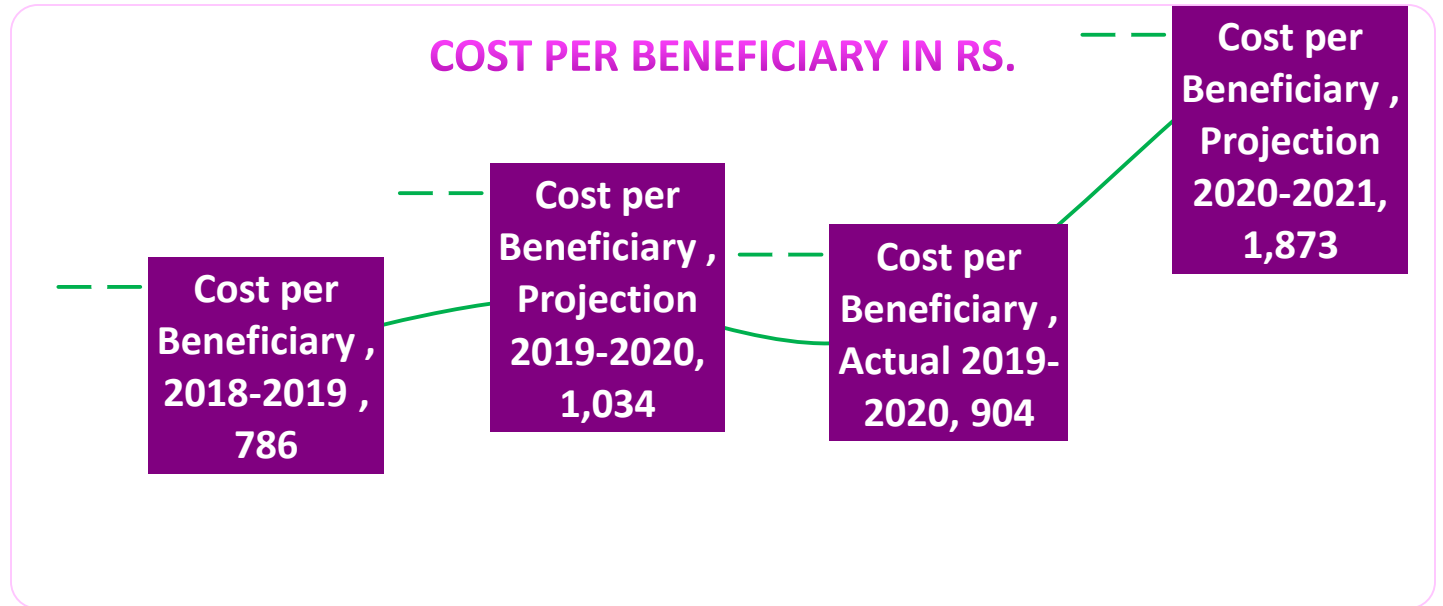 COST PER BENEFICIARY IN RS.
Cost per
Beneficiary ,
2018-2019 ,
786
Cost per
Beneficiary ,
Projection
2019-2020,
1,034
Cost per
Beneficiary ,
Actual 2019-
2020, 904
Cost per
Beneficiary ,
Projection
2020-2021,
1,873